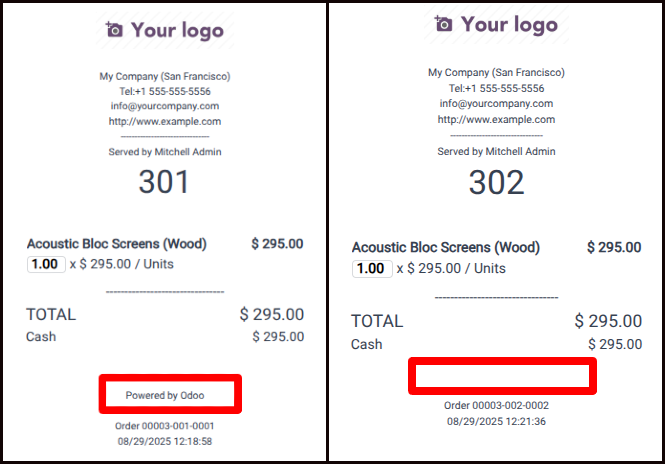 Your logo
My Company (San Francisco)
Tel:+1 555-555-5556
info@yourcompany.com
http://www.example.com
--------------------------------
Served by Mitchell Admin
301
Acoustic Bloc Screens (Wood) $ 295.00
1.00 x $ 295.00 / Units
--------------------------------
TOTAL $ 295.00
Cash $ 295.00
Powered by Odoo
Order 00003-001-0001
08/29/2025 12:18:58
Your logo
My Company (San Francisco)
Tel:+1 555-555-5556
info@yourcompany.com
http://www.example.com
--------------------------------
Served by Mitchell Admin
302
Acoustic Bloc Screens (Wood) $ 295.00
1.00 x $ 295.00 / Units
--------------------------------
TOTAL $ 295.00
Cash $ 295.00
Order 00003-002-0002
08/29/2025 12:21:36